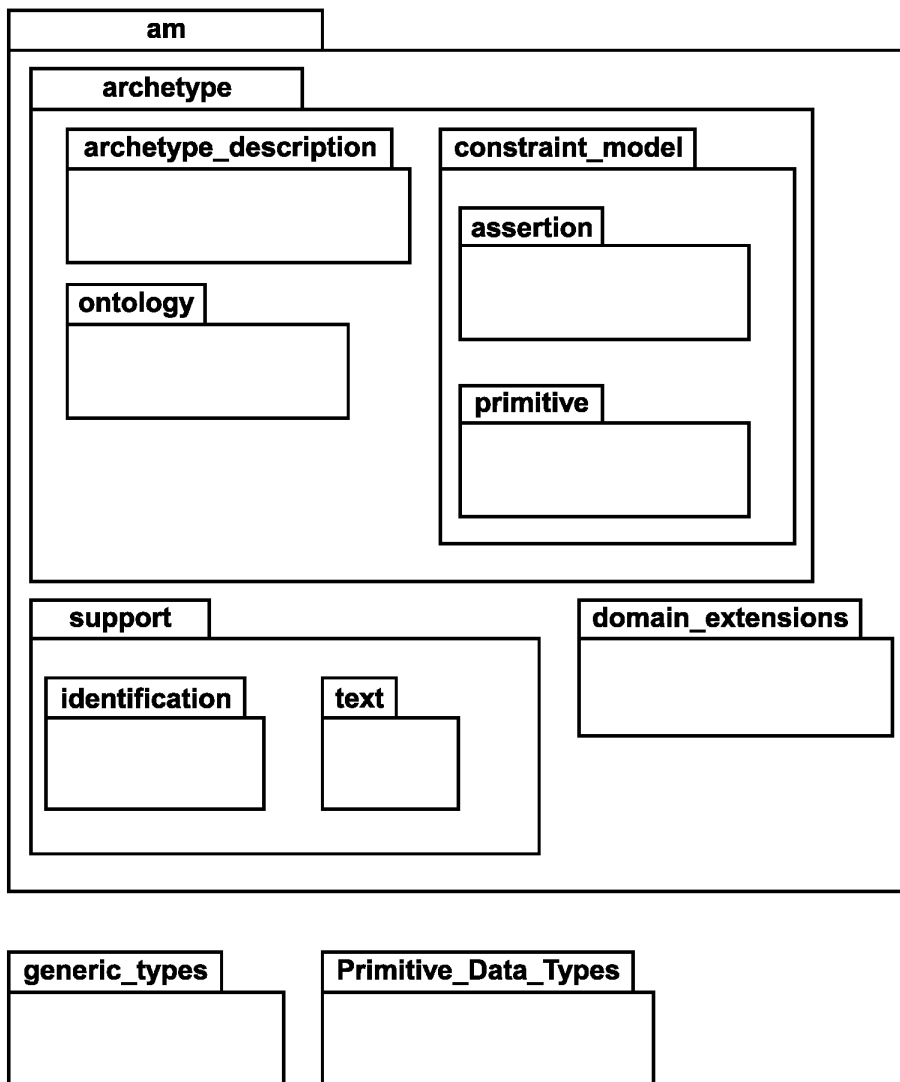 am
archetype
archetype_description
constraint_model
assertion
ontology
primitive
support
domain_extensions
identification
text
generic_types
Primitive_Data_Types